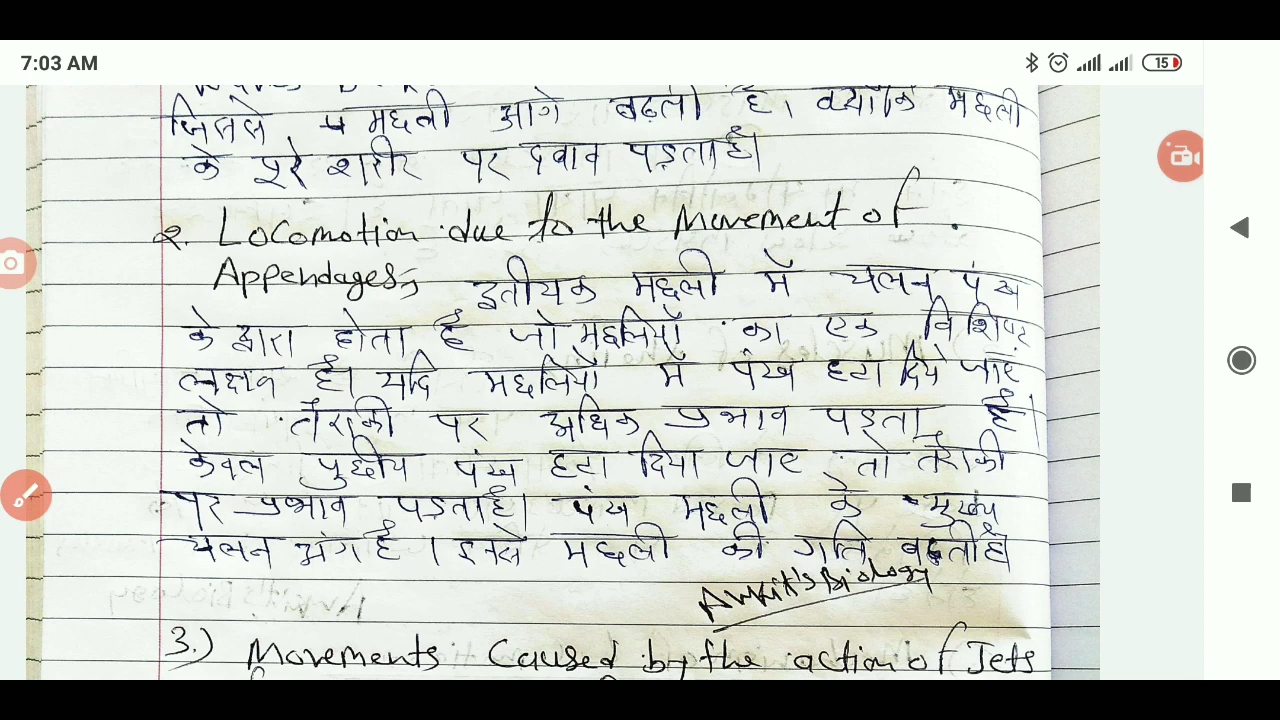 7:03 AM
15
जिससे मछली आगे बढ़ती है। क्योंकि मछली
के पूरे शरीर पर दबाव पड़ता है।
2. Locomotion due to the Movement of
Appendages; मछली में चलन पंख
के द्वारा होता है जो मछलियों का एक विशिष्ट
लक्षण है। यदि मछलियों में पंख हटा दिये जाएं
तो तैराकी पर अधिक प्रभाव पड़ता है।
केवल पुच्छीय पंख हटा दिया जाए तो तैराकी
पर प्रभाव पड़ता है। पंख मछली के मुख्य
चलन अंग है। इनसे मछली की गति बढ़ती है
Ankit's Biology
3.) Movements Caused by the action of Jets